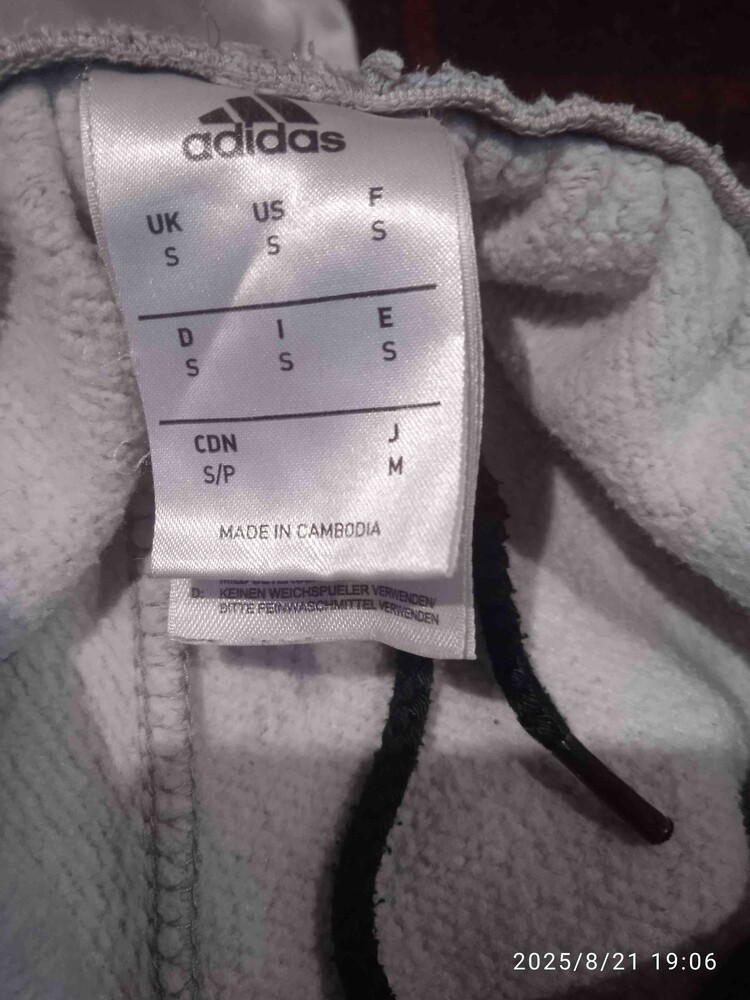 adidas
UK US F
S S S
D I E
S S S
CDN J
S/P M
MADE IN CAMBODIA
D: KEINEN WEICHSPUELER VERWENDEN/
BITTE FEINWASCHMITTEL VERWENDEN
2025/8/21 19:06